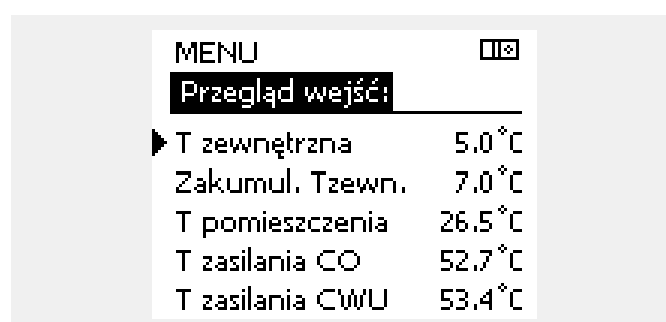 MENU
Przegląd wejść:
T zewnętrzna 5.0°C
Zakumul. Tzewn. 7.0°C
T pomieszczenia 26.5°C
T zasilania CO 52.7°C
T zasilania CWU 53.4°C